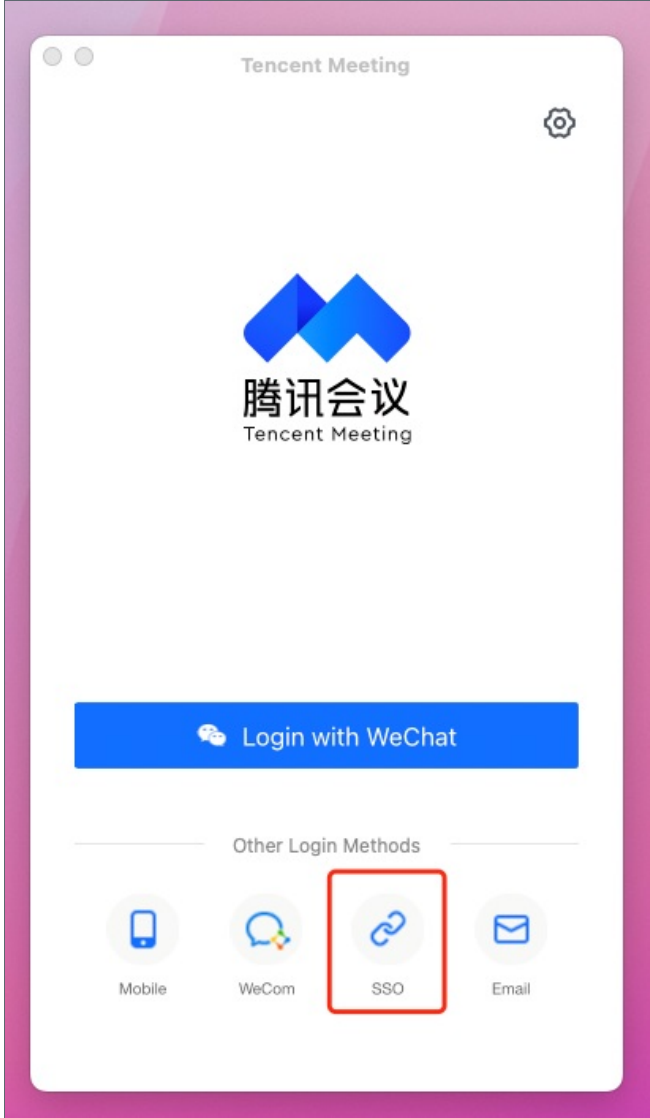 Tencent Meeting
腾讯会议
Tencent Meeting
Login with WeChat
Other Login Methods
Mobile
WeCom
SSO
Email